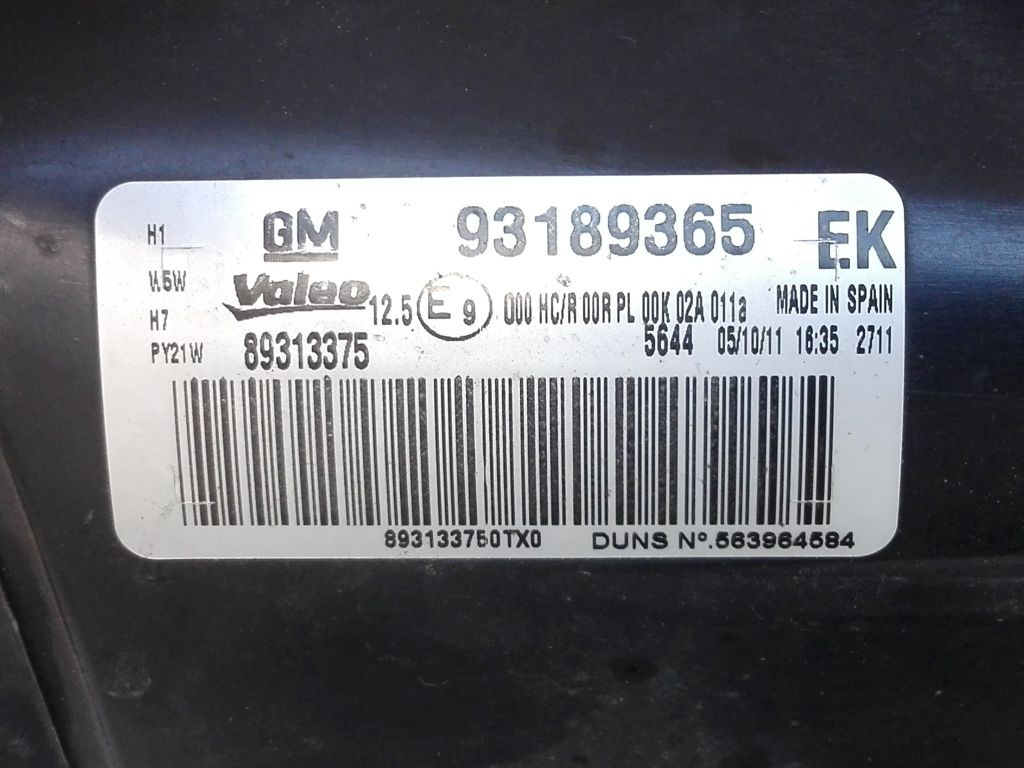 H1 GM 93189365 EK
W5W Valeo 12.5 E 9 000 HC/R 00R PL 00K 02A 011a MADE IN SPAIN
H7
PY21W 89313375 5644 05/10/11 16:35 2711
893133750TX0 DUNS Nº.563964584